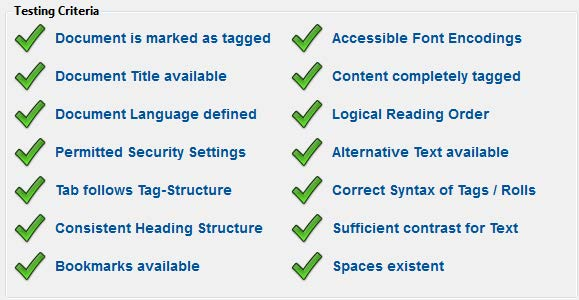 Testing Criteria
Document is marked as tagged
Document Title available
Document Language defined
Permitted Security Settings
Tab follows Tag-Structure
Consistent Heading Structure
Bookmarks available
Accessible Font Encodings
Content completely tagged
Logical Reading Order
Alternative Text available
Correct Syntax of Tags / Rolls
Sufficient contrast for Text
Spaces existent